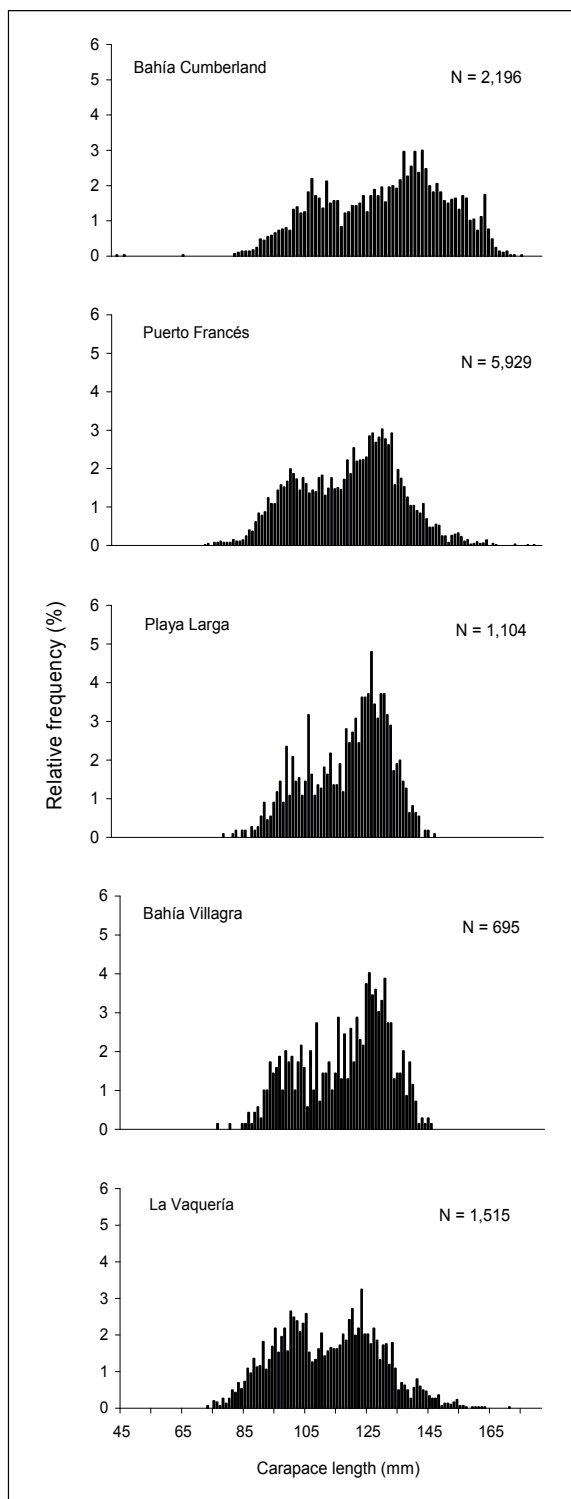 6
Bahía Cumberland
N = 2,196
5
4
3
2
1
0
6
Puerto Francés
N = 5,929
5
4
3
2
1
0
Relative frequency (%)
6
Playa Larga
N = 1,104
5
4
3
2
1
0
6
Bahía Villagra
N = 695
5
4
3
2
1
0
6
La Vaquería
N = 1,515
5
4
3
2
1
0
45 65 85 105 125 145 165
Carapace length (mm)